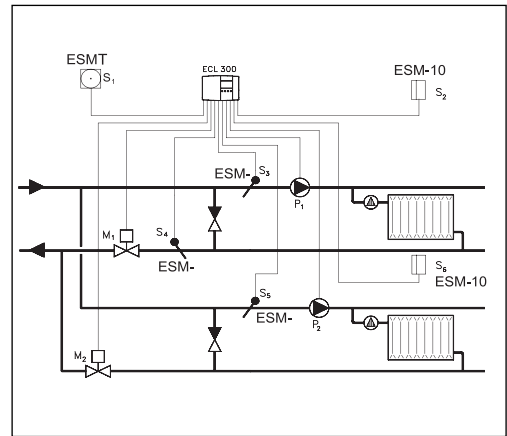 ESMT
S1
ECL 300
ESM-10
S2
S3
ESM-
P1
S4
M1
ESM-
S6
ESM-10
S5
ESM-
P2
M2